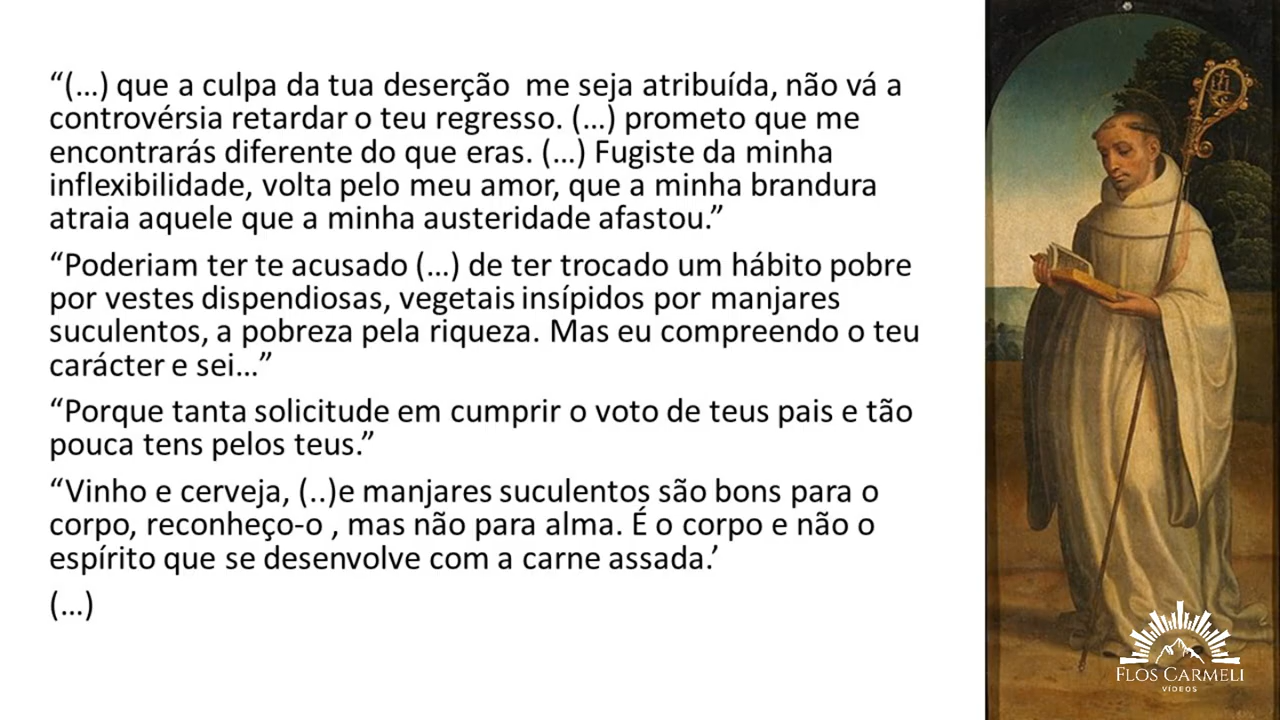 “(…) que a culpa da tua deserção  me seja atribuída, não vá a
controvérsia retardar o teu regresso. (…) prometo que me
encontrarás diferente do que eras. (…) Fugiste da minha
inflexibilidade, volta pelo meu amor, que a minha brandura
atraia aquele que a minha austeridade afastou.”
“Poderiam ter te acusado (…) de ter trocado um hábito pobre
por vestes dispendiosas, vegetais insípidos por manjares
suculentos, a pobreza pela riqueza. Mas eu compreendo o teu
carácter e sei…”
“Porque tanta solicitude em cumprir o voto de teus pais e tão
pouca tens pelos teus.”
“Vinho e cerveja, (..)e manjares suculentos são bons para o
corpo, reconheço-o , mas não para alma. É o corpo e não o
espírito que se desenvolve com a carne assada.’
(…)
FLOS CARMELI
VÍDEOS